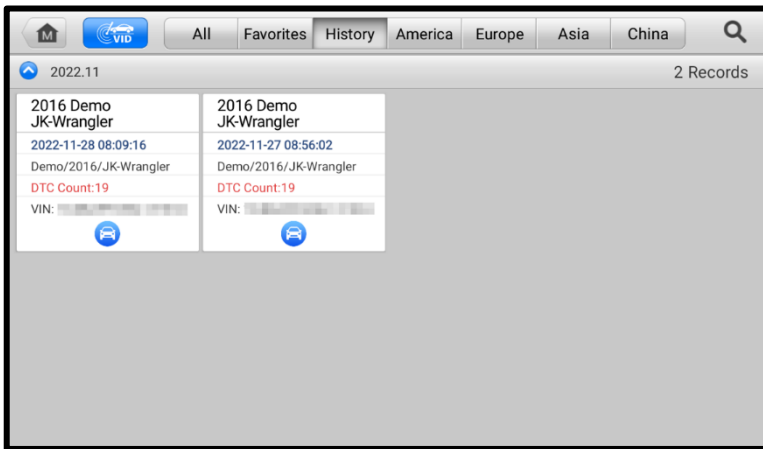 M VID All Favorites History America Europe Asia China
2022.11 2 Records
2016 Demo
JK-Wrangler
2022-11-28 08:09:16
Demo/2016/JK-Wrangler
DTC Count:19
VIN:
2016 Demo
JK-Wrangler
2022-11-27 08:56:02
Demo/2016/JK-Wrangler
DTC Count:19
VIN: